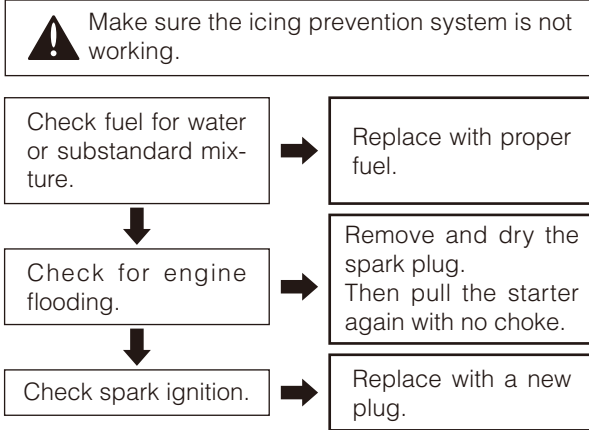 Make sure the icing prevention system is not
working.
Check fuel for water
or substandard mix-
ture.
Replace with proper
fuel.
Check for engine
flooding.
Remove and dry the
spark plug.
Then pull the starter
again with no choke.
Check spark ignition.
Replace with a new
plug.